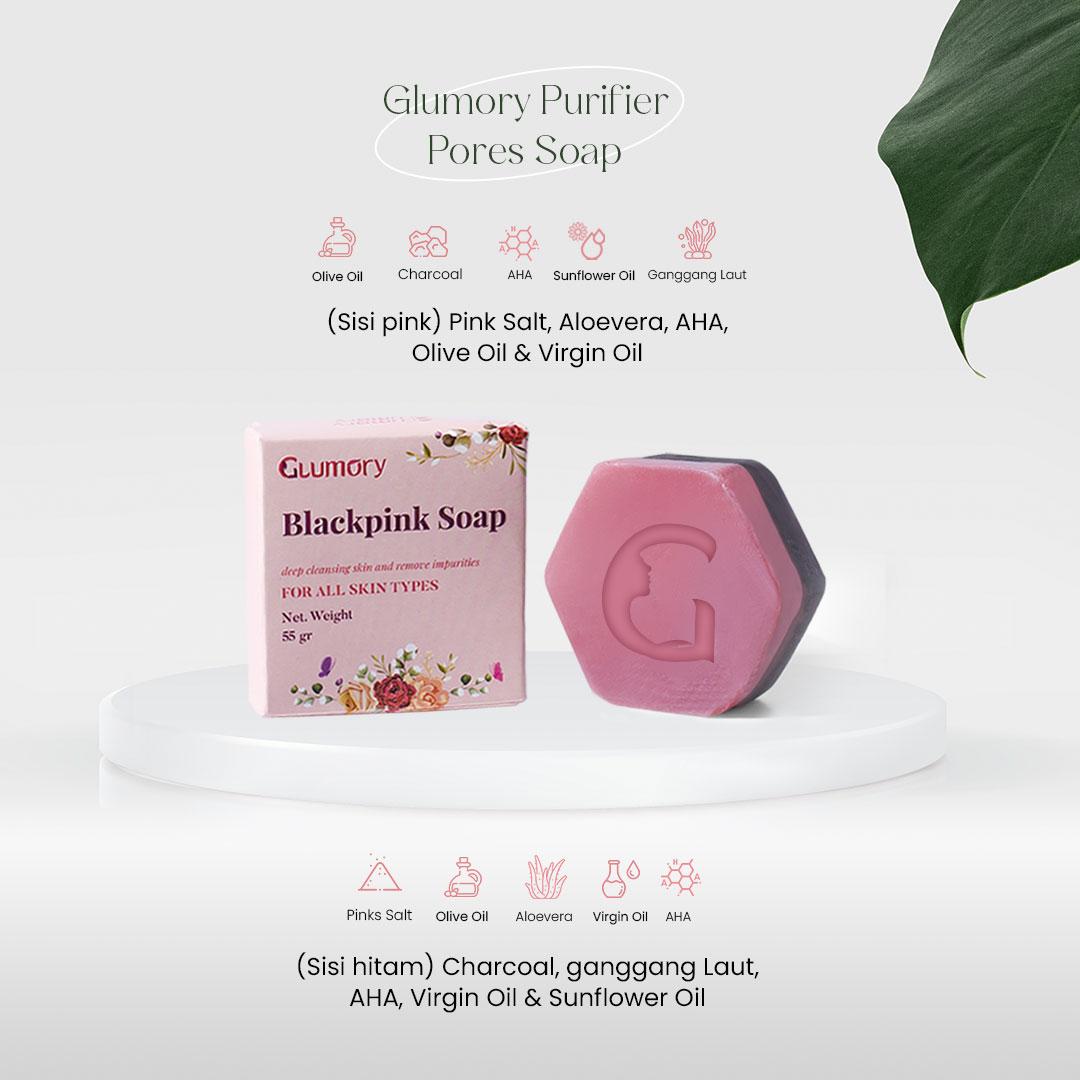 Glumory Purifier
Pores Soap
Olive Oil
Charcoal
AHA
Sunflower Oil
Ganggang Laut
(Sisi pink) Pink Salt, Aloevera, AHA,
Olive Oil & Virgin Oil
GLumory
Blackpink Soap
deep cleansing skin and remove impurities
FOR ALL SKIN TYPES
Net. Weight
55 gr
G
Pinks Salt
Olive Oil
Aloevera
Virgin Oil
AHA
(Sisi hitam) Charcoal, ganggang Laut,
AHA, Virgin Oil & Sunflower Oil